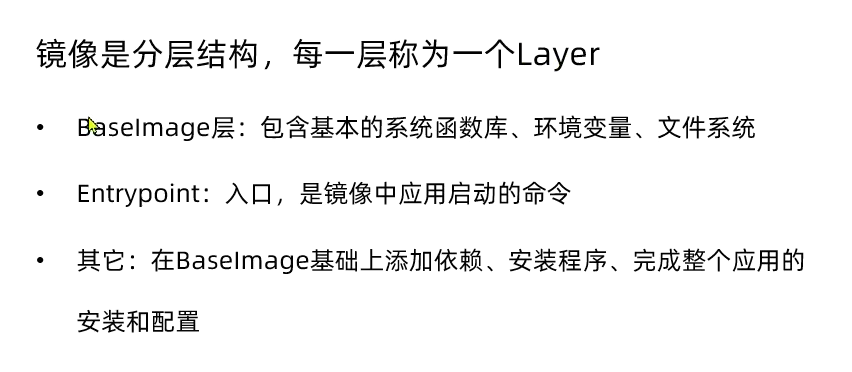 镜像是分层结构，每一层称为一个Layer
• BaseImage层：包含基本的系统函数库、环境变量、文件系统
• Entrypoint：入口，是镜像中应用启动的命令
• 其它：在BaseImage基础上添加依赖、安装程序、完成整个应用的
安装和配置